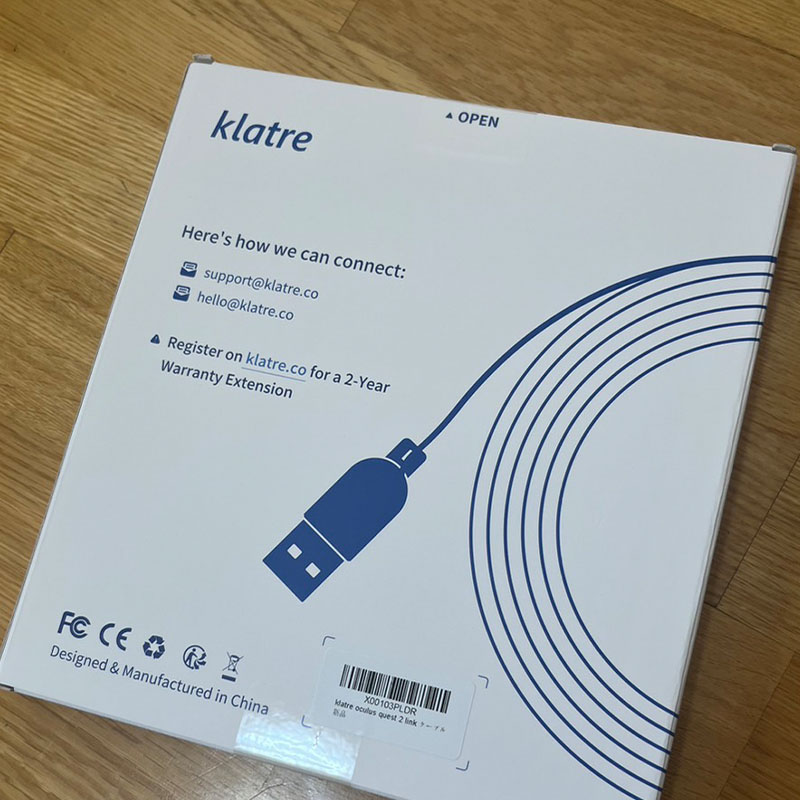 klatre
▲ OPEN
Here's how we can connect:
support@klatre.co
hello@klatre.co
Register on klatre.co for a 2-Year
Warranty Extension
FC CE
Designed & Manufactured in China
X00103PLDR
klatre oculus quest 2 link ケーブル
新品